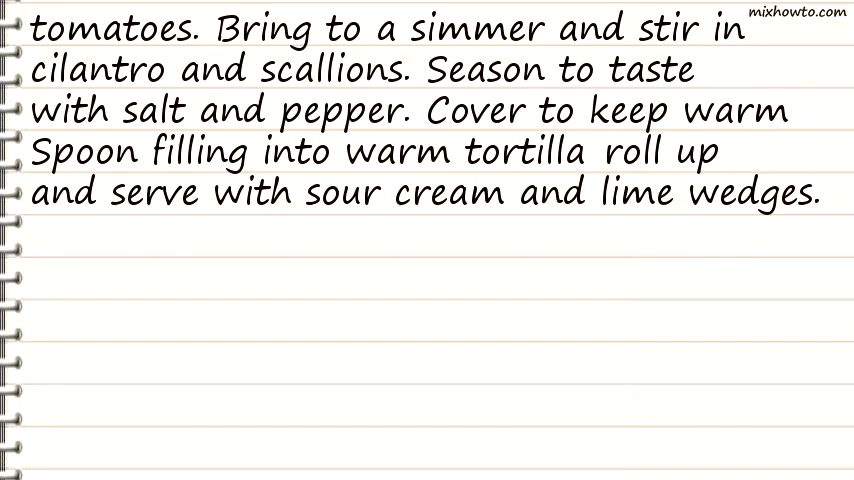 mixhowto.com
tomatoes. Bring to a simmer and stir in
cilantro and scallions. Season to taste
with salt and pepper. Cover to keep warm
Spoon filling into warm tortilla roll up
and serve with sour cream and lime wedges.